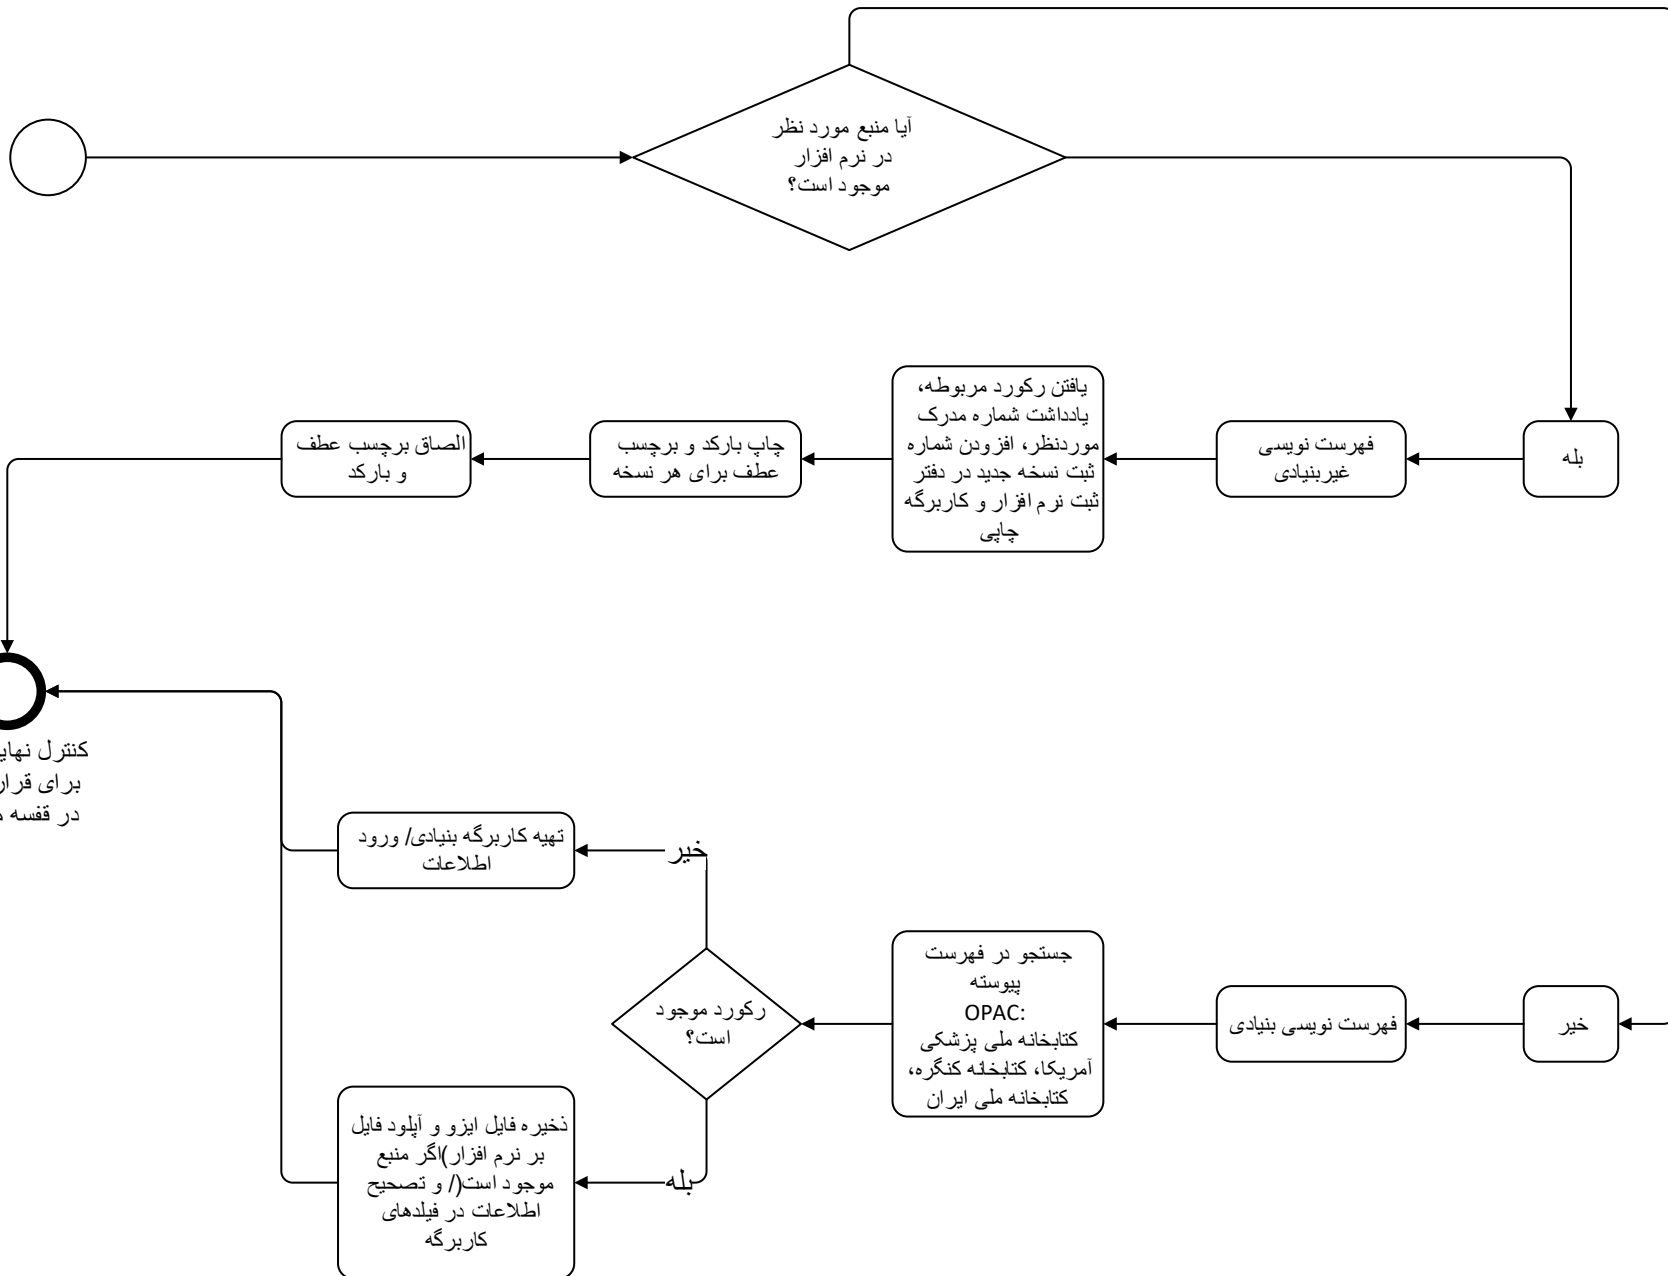 آیا منبع مورد نظر
در نرم افزار
موجود است؟
بله
فهرست نویسی
غیربنیادی
یافتن رکورد مربوطه،
یادداشت شماره مدرک
موردنظر، افزودن شماره
ثبت نسخه جدید در دفتر
ثبت نرم افزار و کاربرگه
چاپی
چاپ بارکد و برچسب
عطف برای هر نسخه
الصاق برچسب عطف
و بارکد
کنترل
برای
در قفسه
خیر
فهرست نویسی بنیادی
جستجو در فهرست
پیوسته
OPAC:
کتابخانه ملی پزشکی
آمریکا، کتابخانه کنگره،
کتابخانه ملی ایران
رکورد موجود
است؟
خیر
تهیه کاربرگه بنیادی/ ورود
اطلاعات
بله
ذخیره فایل ایزو و آپلود فایل
بر نرم افزار)اگر منبع
موجود است(/ و تصحیح
اطلاعات در فیلدهای
کاربرگه